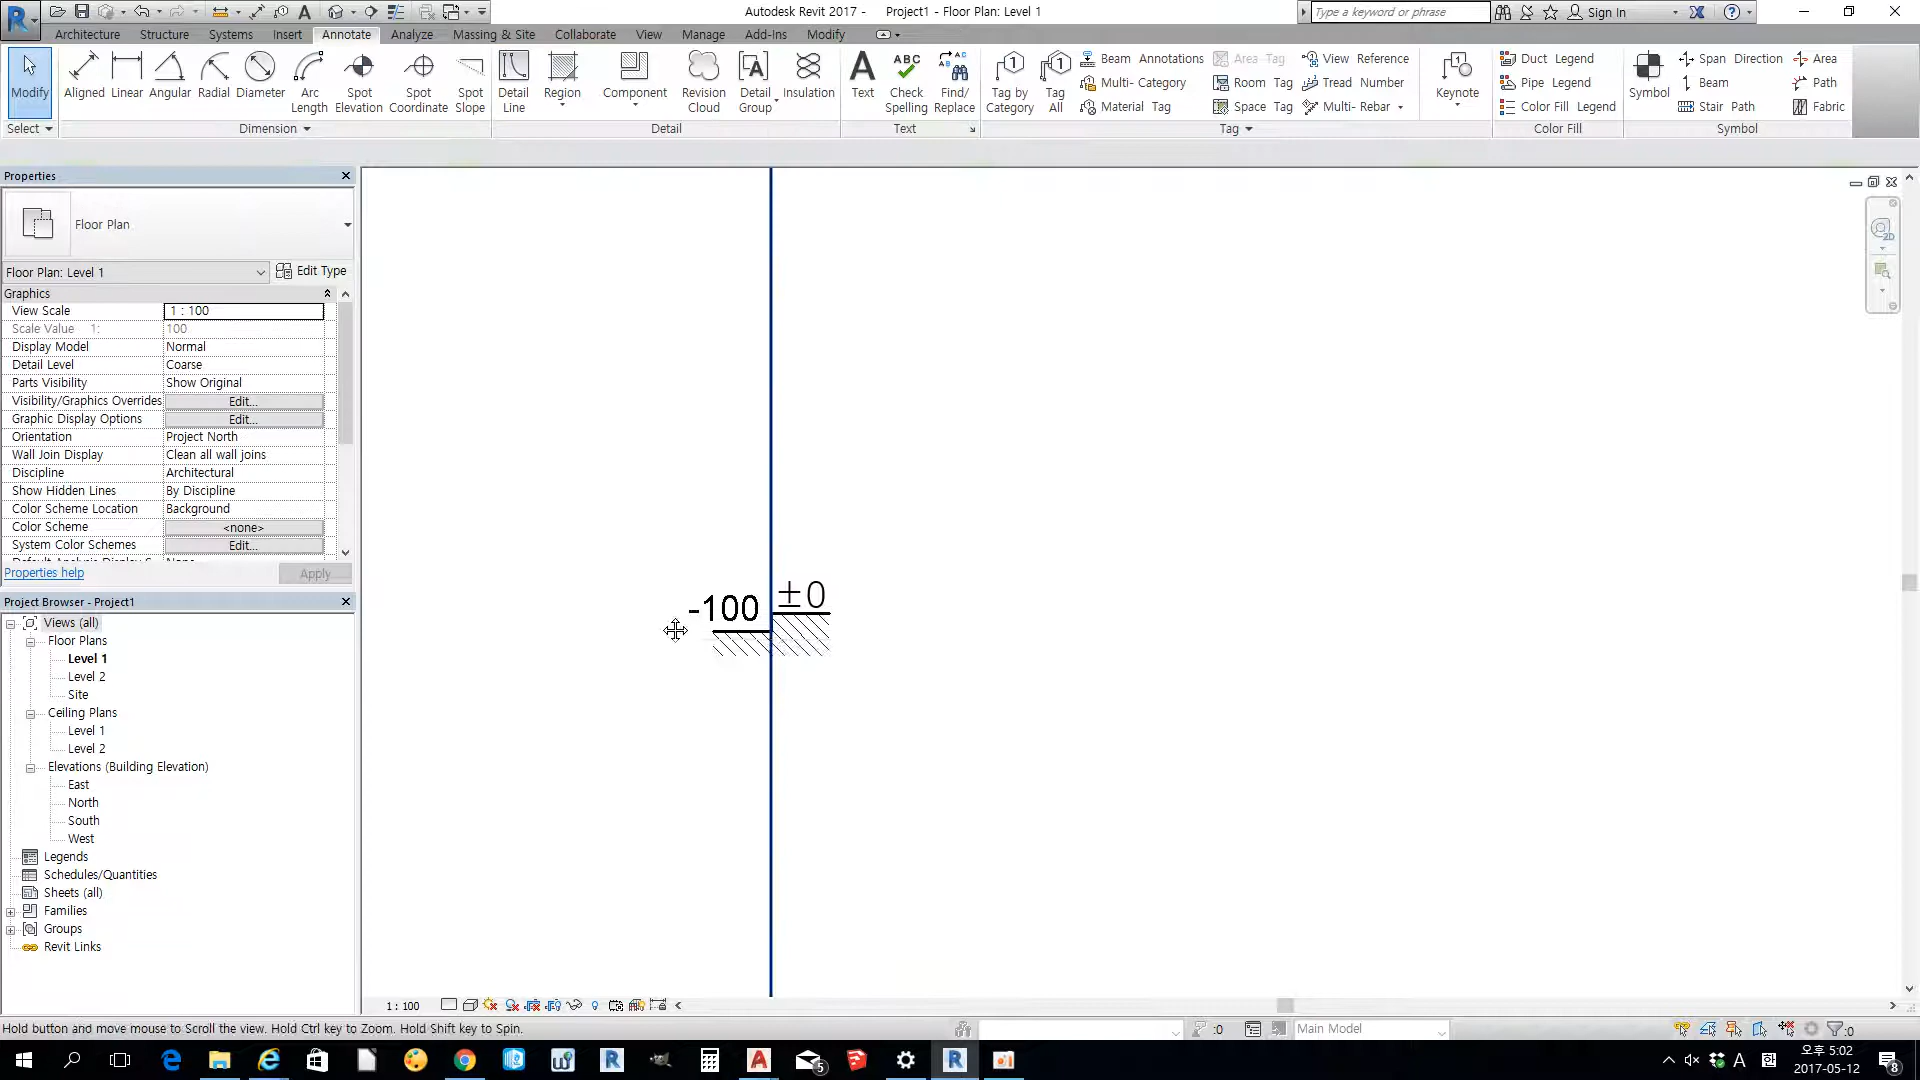 Autodesk Revit 2017 - Project1 - Floor Plan: Level 1
Type a keyword or phrase
Sign In
Architecture Structure Systems Insert Annotate Analyze Massing & Site Collaborate View Manage Add-Ins Modify
Modify
Aligned Linear Angular Radial Diameter
Arc Length
Spot Elevation
Spot Coordinate
Spot Slope
Detail Line
Region
Component
Revision Cloud
Detail Group
Insulation
Text
ABC
Check Spelling
Find/ Replace
Tag by Category
Tag All
Beam Annotations
Multi- Category
Material Tag
Area Tag
Room Tag
Space Tag
View Reference
Tread Number
Multi- Rebar
Keynote
Duct Legend
Pipe Legend
Color Fill Legend
Symbol
Span Direction
Beam
Stair Path
Area
Path
Fabric
Select Dimension Detail Text Tag Color Fill Symbol
Properties
Floor Plan
Floor Plan: Level 1
Edit Type
Graphics
View Scale 1 : 100
Scale Value 1: 100
Display Model Normal
Detail Level Coarse
Parts Visibility Show Original
Visibility/Graphics Overrides Edit...
Graphic Display Options Edit...
Orientation Project North
Wall Join Display Clean all wall joins
Discipline Architectural
Show Hidden Lines By Discipline
Color Scheme Location Background
Color Scheme <none>
System Color Schemes Edit...
Properties help
Apply
Project Browser - Project1
Views (all)
Floor Plans
Level 1
Level 2
Site
Ceiling Plans
Level 1
Level 2
Elevations (Building Elevation)
East
North
South
West
Legends
Schedules/Quantities
Sheets (all)
Families
Groups
Revit Links
-100
±0
2D
1 : 100
Hold button and move mouse to Scroll the view. Hold Ctrl key to Zoom. Hold Shift key to Spin.
:0
Main Model
:0
오후 5:02
2017-05-12